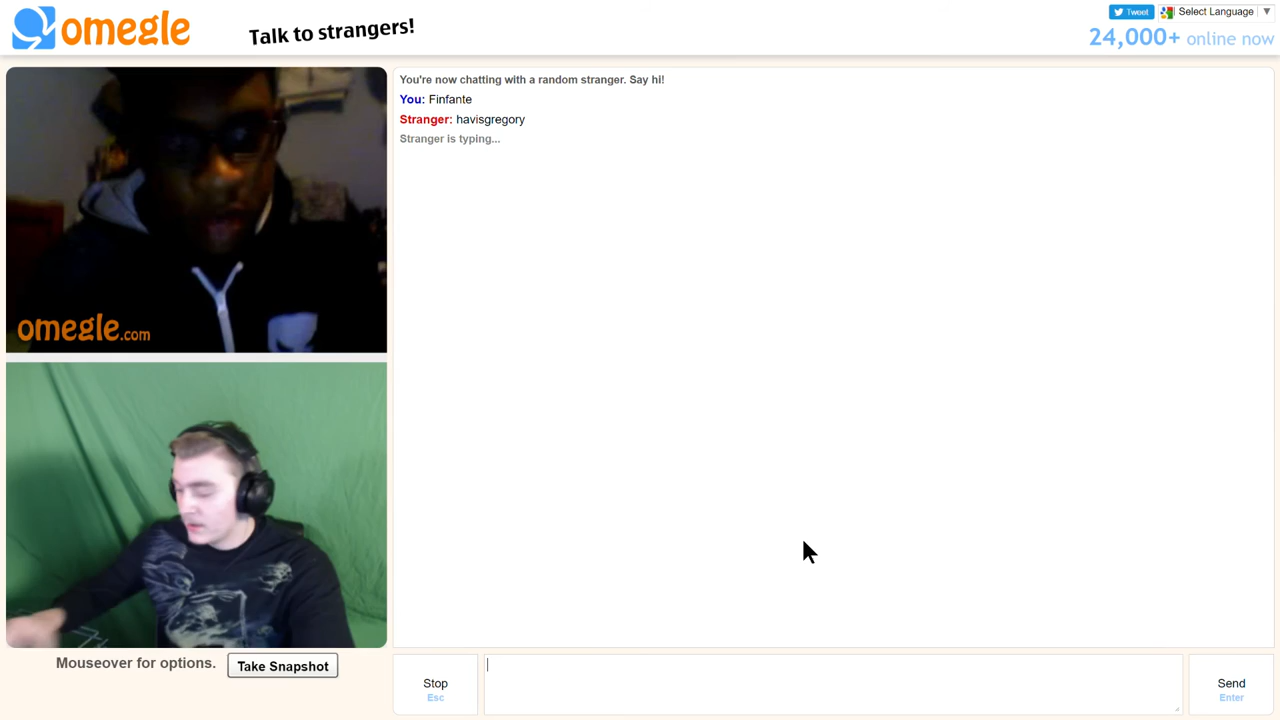 omegle
Talk to strangers!
Tweet
Select Language ▼
24,000+ online now
You're now chatting with a random stranger. Say hi!
You: Finfante
Stranger: havisgregory
Stranger is typing...
omegle.com
Mouseover for options.
Take Snapshot
Stop
Esc
Send
Enter